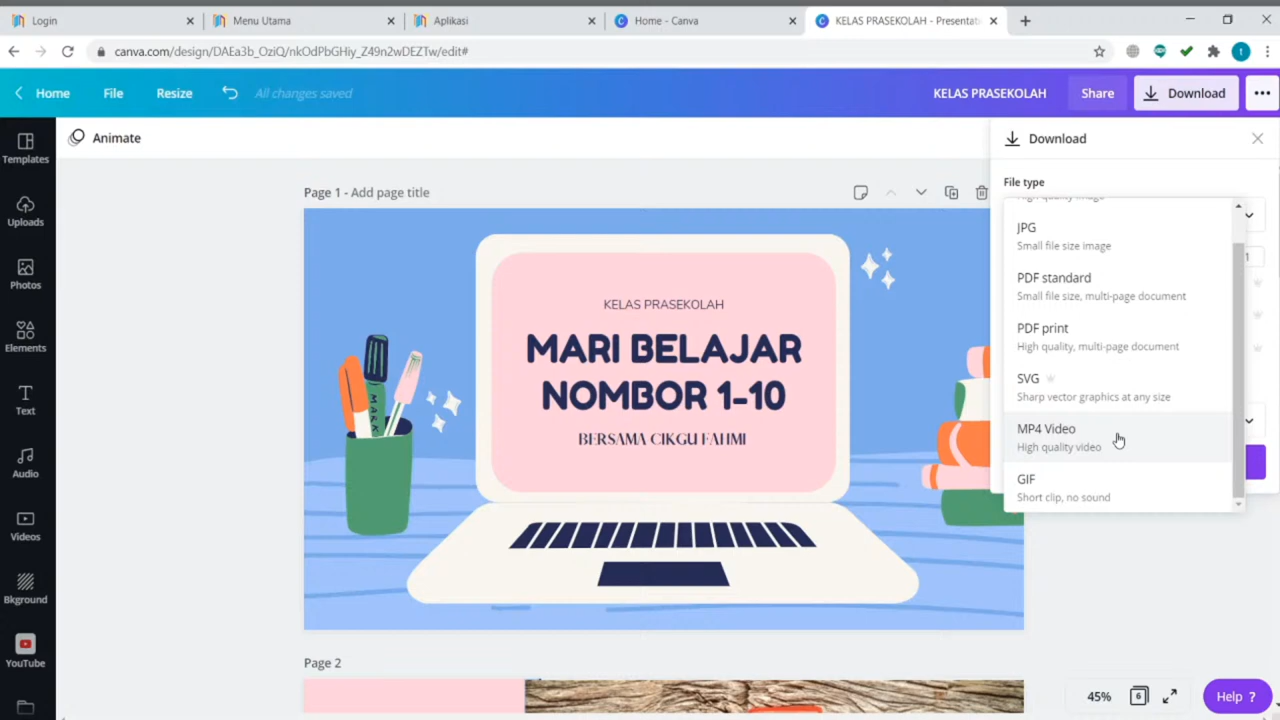 Login
Menu Utama
Aplikasi
Home - Canva
KELAS PRASEKOLAH - Presentat
canva.com/design/DAEa3b_OziQ/nkOdPbGHiy_Z49n2wDEZTw/edit#
t
Home
File
Resize
All changes saved
KELAS PRASEKOLAH
Share
Download
Templates
Uploads
Photos
Elements
Text
Audio
Videos
Bkground
YouTube
Animate
Page 1 - Add page title
KELAS PRASEKOLAH
MARI BELAJAR
NOMBOR 1-10
BERSAMA CIKGU FAHMI
MARK
Page 2
Download
File type
High quality image
JPG
Small file size image
PDF standard
Small file size, multi-page document
PDF print
High quality, multi-page document
SVG
Sharp vector graphics at any size
MP4 Video
High quality video
GIF
Short clip, no sound
1
45%
6
Help ?